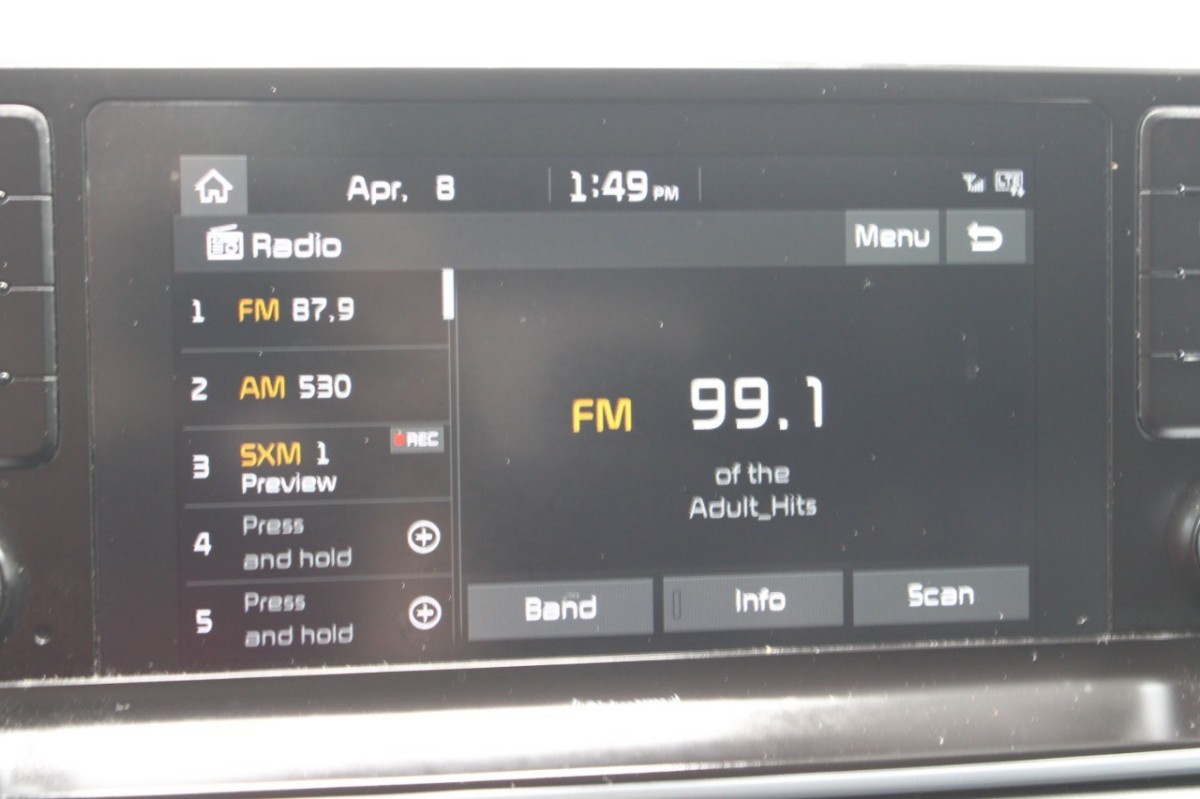 Apr. 8 1:49 PM LTE
Radio Menu
1 FM 87.9
2 AM 530
3 SXM 1 REC
Preview
4 Press
and hold
5 Press
and hold
FM 99.1
of the
Adult_Hits
Band Info Scan